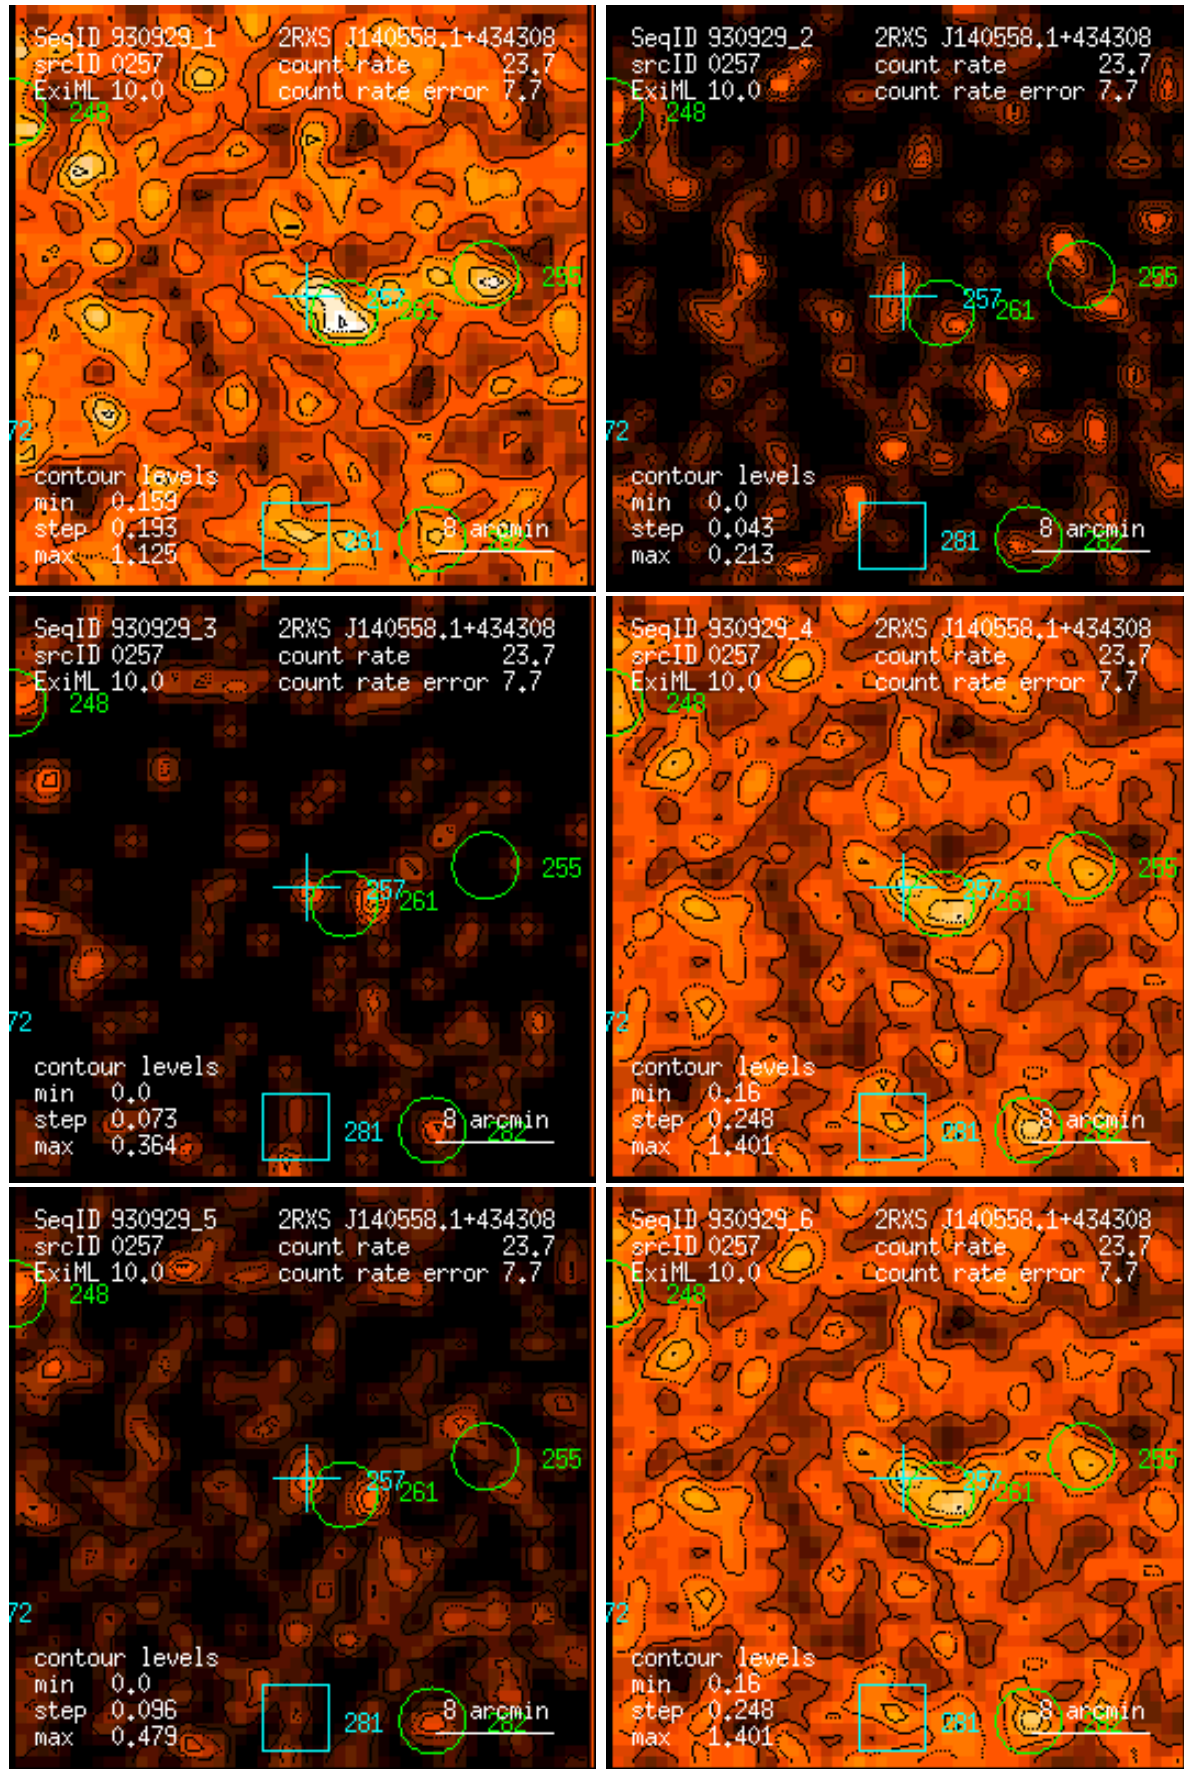 SeqID 930929_1 2RXS J140558.1+434308
srcID 0257 count rate 23.7
ExiML 10.0 count rate error 7.7
248
255
257
261
72
contour levels
min 0.159
step 0.193
max 1.125
281
8 arcmin
282
SeqID 930929_2 2RXS J140558.1+434308
srcID 0257 count rate 23.7
ExiML 10.0 count rate error 7.7
248
255
257
261
72
contour levels
min 0.0
step 0.043
max 0.213
281
8 arcmin
282
SeqID 930929_3 2RXS J140558.1+434308
srcID 0257 count rate 23.7
ExiML 10.0 count rate error 7.7
248
255
257
261
72
contour levels
min 0.0
step 0.073
max 0.364
281
8 arcmin
282
SeqID 930929_4 2RXS J140558.1+434308
srcID 0257 count rate 23.7
ExiML 10.0 count rate error 7.7
248
255
257
261
72
contour levels
min 0.16
step 0.248
max 1.401
281
8 arcmin
282
SeqID 930929_5 2RXS J140558.1+434308
srcID 0257 count rate 23.7
ExiML 10.0 count rate error 7.7
248
255
257
261
72
contour levels
min 0.0
step 0.096
max 0.479
281
8 arcmin
282
SeqID 930929_6 2RXS J140558.1+434308
srcID 0257 count rate 23.7
ExiML 10.0 count rate error 7.7
248
255
257
261
72
contour levels
min 0.16
step 0.248
max 1.401
281
8 arcmin
282